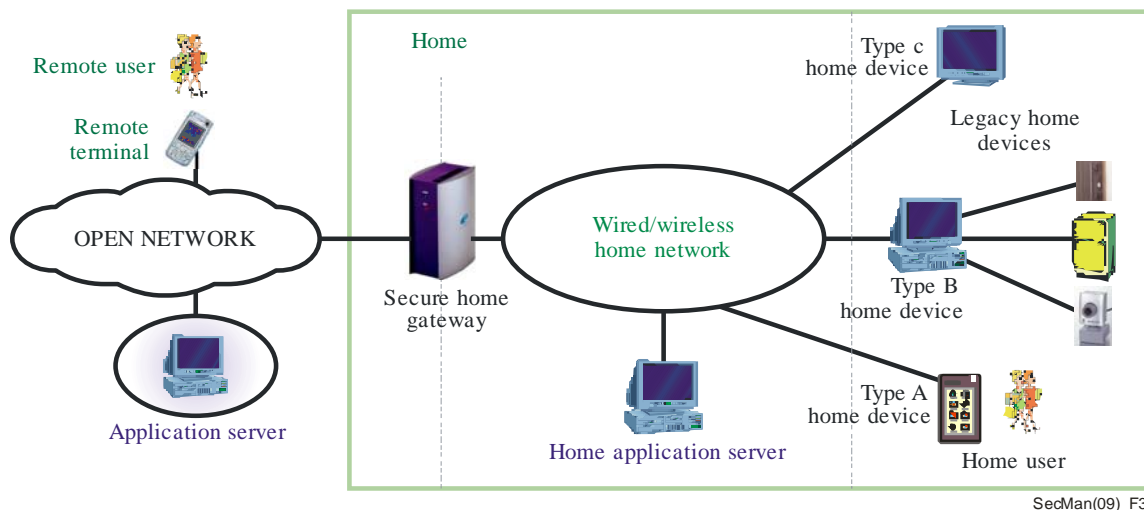 Home
Remote user
Remote
terminal
OPEN NETWORK
Application server
Secure home
gateway
Wired/wireless
home network
Home application server
Type c
home device
Legacy home
devices
Type B
home device
Type A
home device
Home user
SecMan(09)_F3